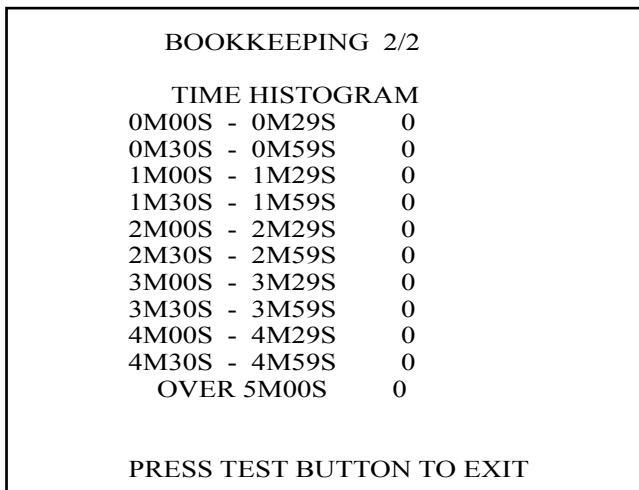 BOOKKEEPING 2/2
TIME HISTOGRAM
0M00S - 0M29S 0
0M30S - 0M59S 0
1M00S - 1M29S 0
1M30S - 1M59S 0
2M00S - 2M29S 0
2M30S - 2M59S 0
3M00S - 3M29S 0
3M30S - 3M59S 0
4M00S - 4M29S 0
4M30S - 4M59S 0
OVER 5M00S 0
PRESS TEST BUTTON TO EXIT